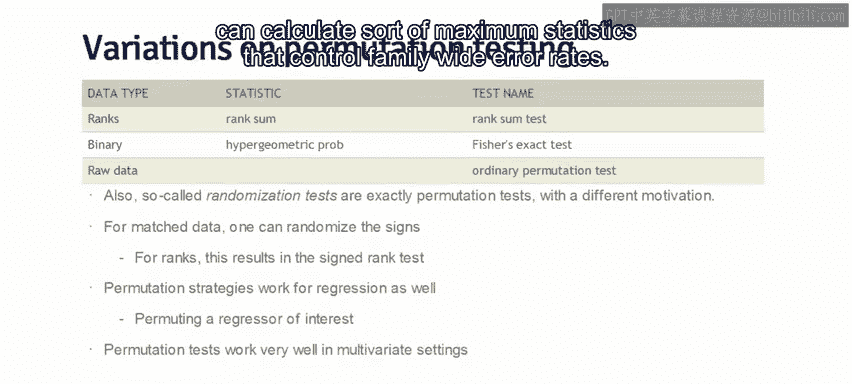 can calculate sort of maximum statistics
that control family wide error rates.
Variations on permutation testing
DATA TYPE STATISTIC TEST NAME
Ranks rank sum rank sum test
Binary hypergeometric prob Fisher's exact test
Raw data ordinary permutation test
· Also, so-called randomization tests are exactly permutation tests, with a different motivation.
· For matched data, one can randomize the signs
- For ranks, this results in the signed rank test
· Permutation strategies work for regression as well
- Permuting a regressor of interest
· Permutation tests work very well in multivariate settings